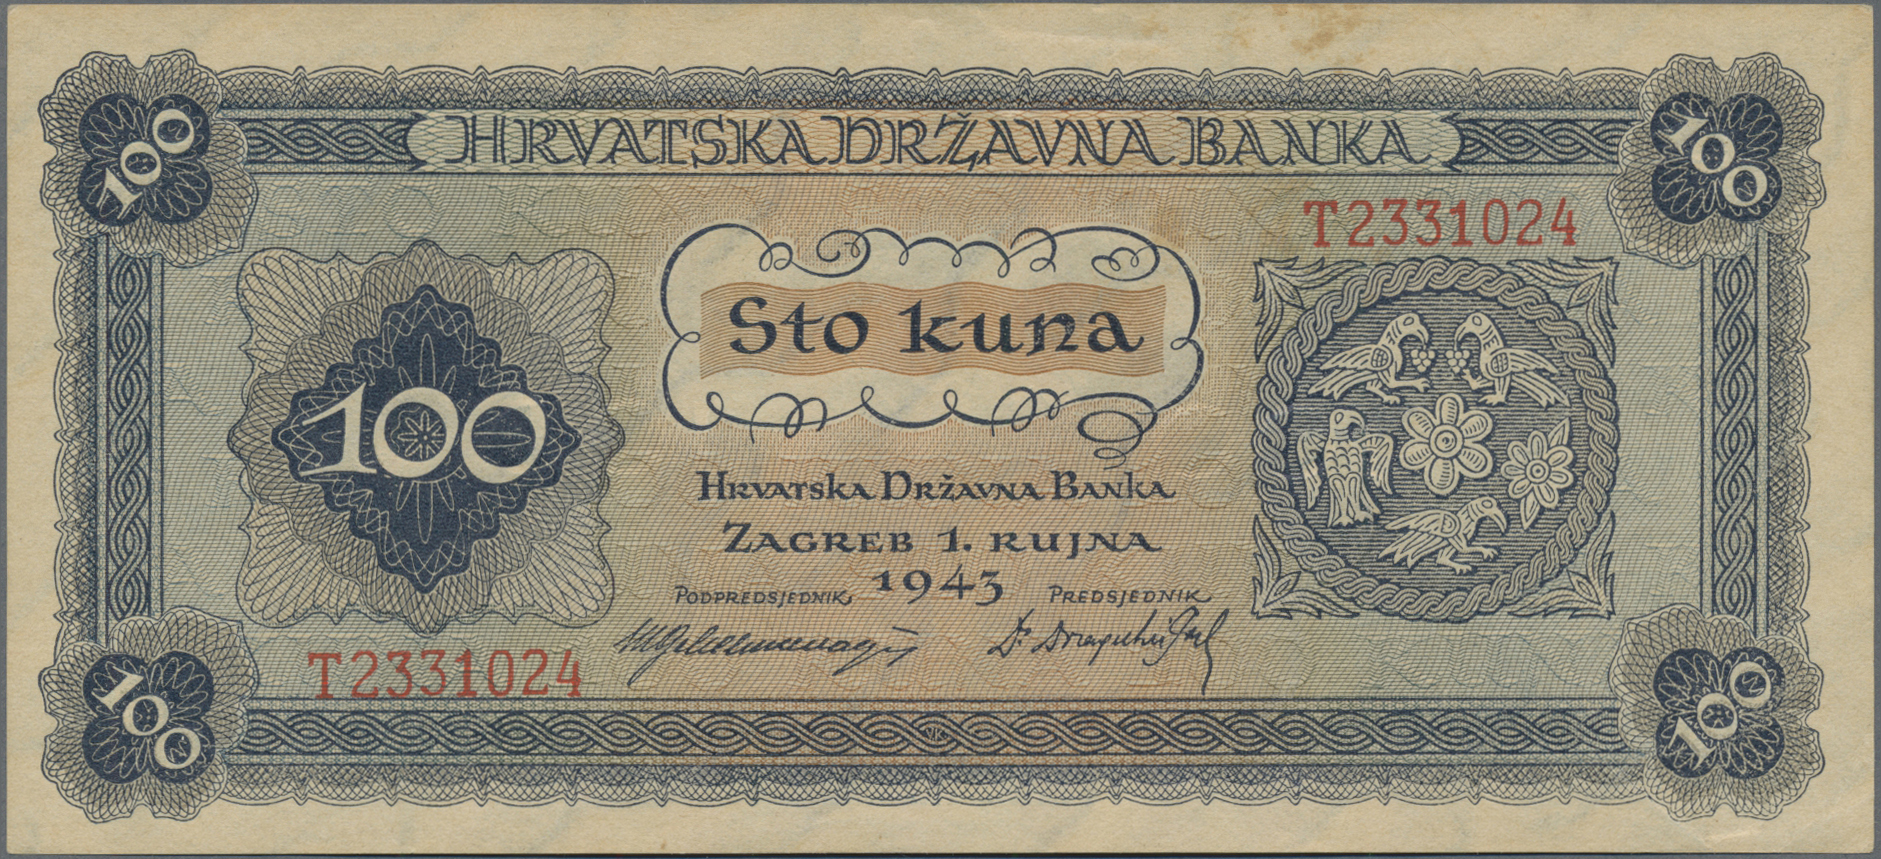 100
100
HRVATSKA DRŽAVNA BANKA
T2331024
Sto kuna
100
HRVATSKA DRŽAVNA BANKA
ZAGREB 1. RUJNA
1943
PODPREDSJEDNIK, PREDSJEDNIK,
T2331024
100
100